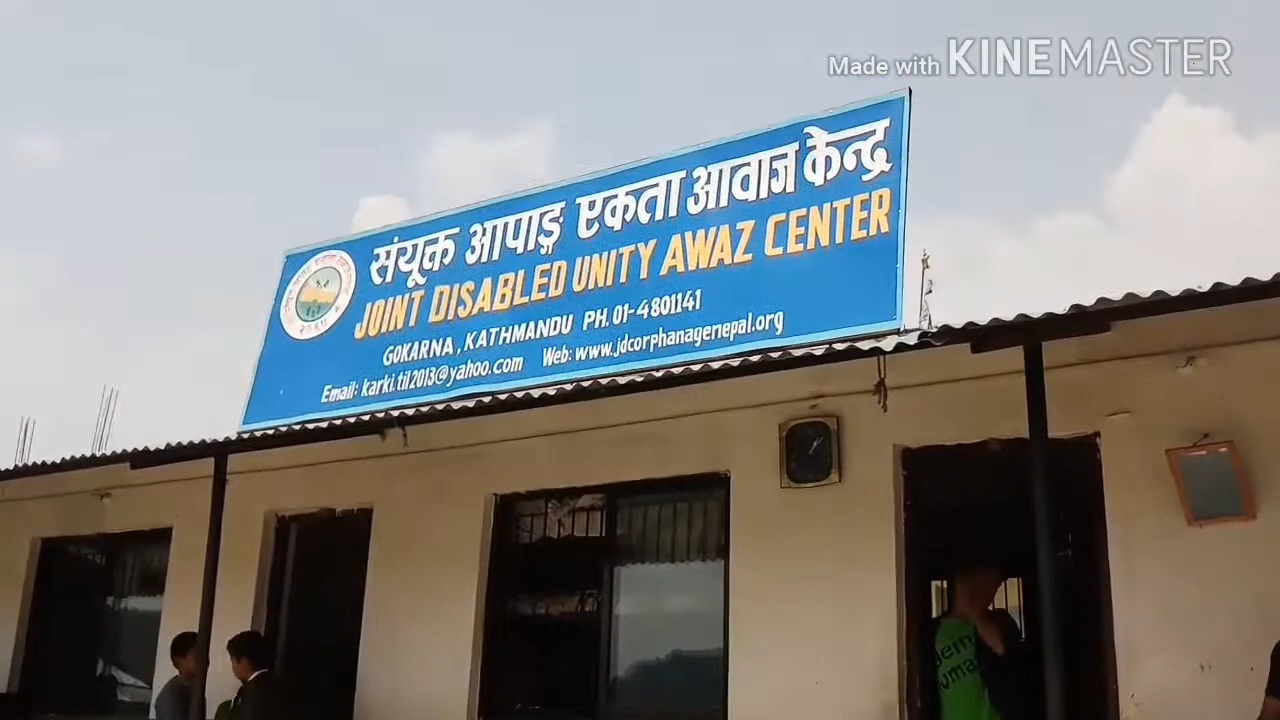 Made with KINEMASTER
संयूक्त आपाङ्ग एकता आवाज केन्द्र
JOINT DISABLED UNITY AWAZ CENTER
GOKARNA, KATHMANDU PH. 01-4801141
Email: karki.til2013@yahoo.com Web: www.jdcorphanagenepal.org